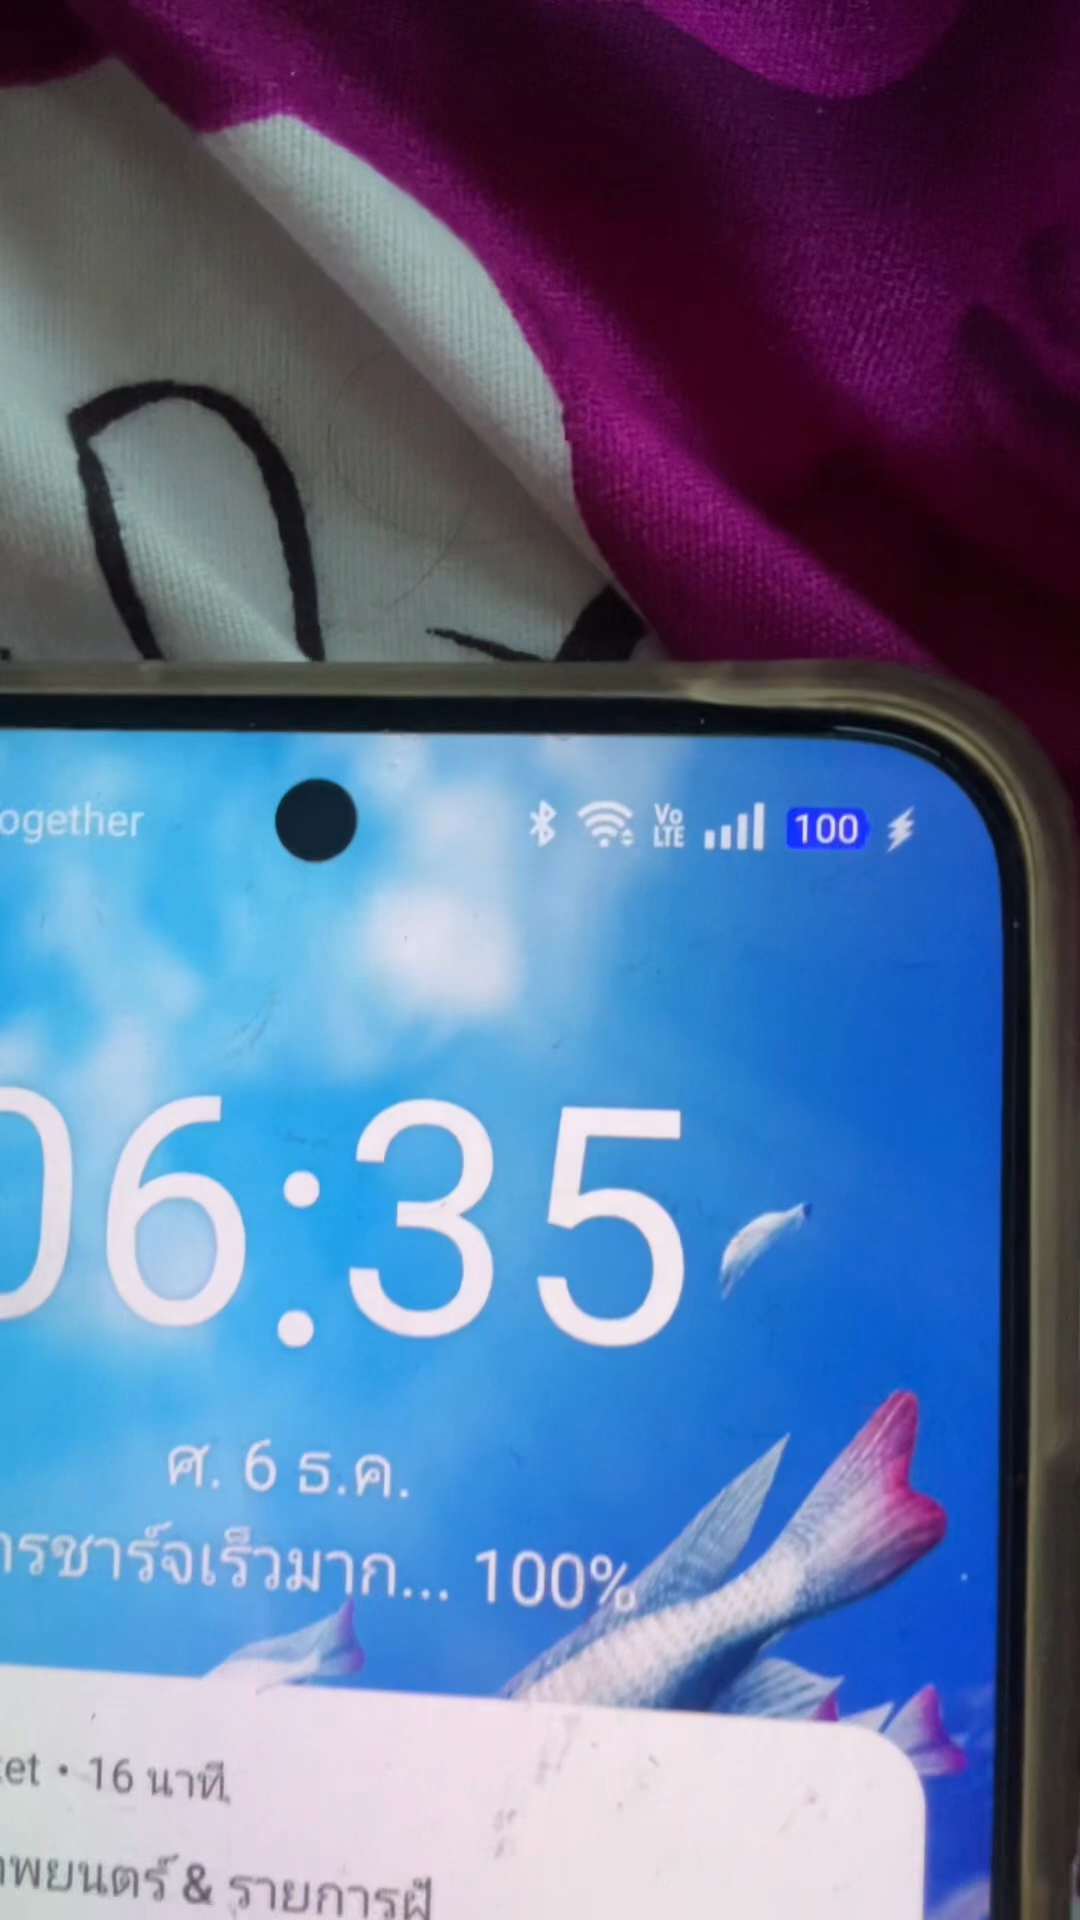 ogether Vo LTE 100
06:35
ศ. 6 ธ.ค.
ารชาร์จเร็วมาก... 100%
et • 16 นาที
าพยนตร์ & รายการฝั